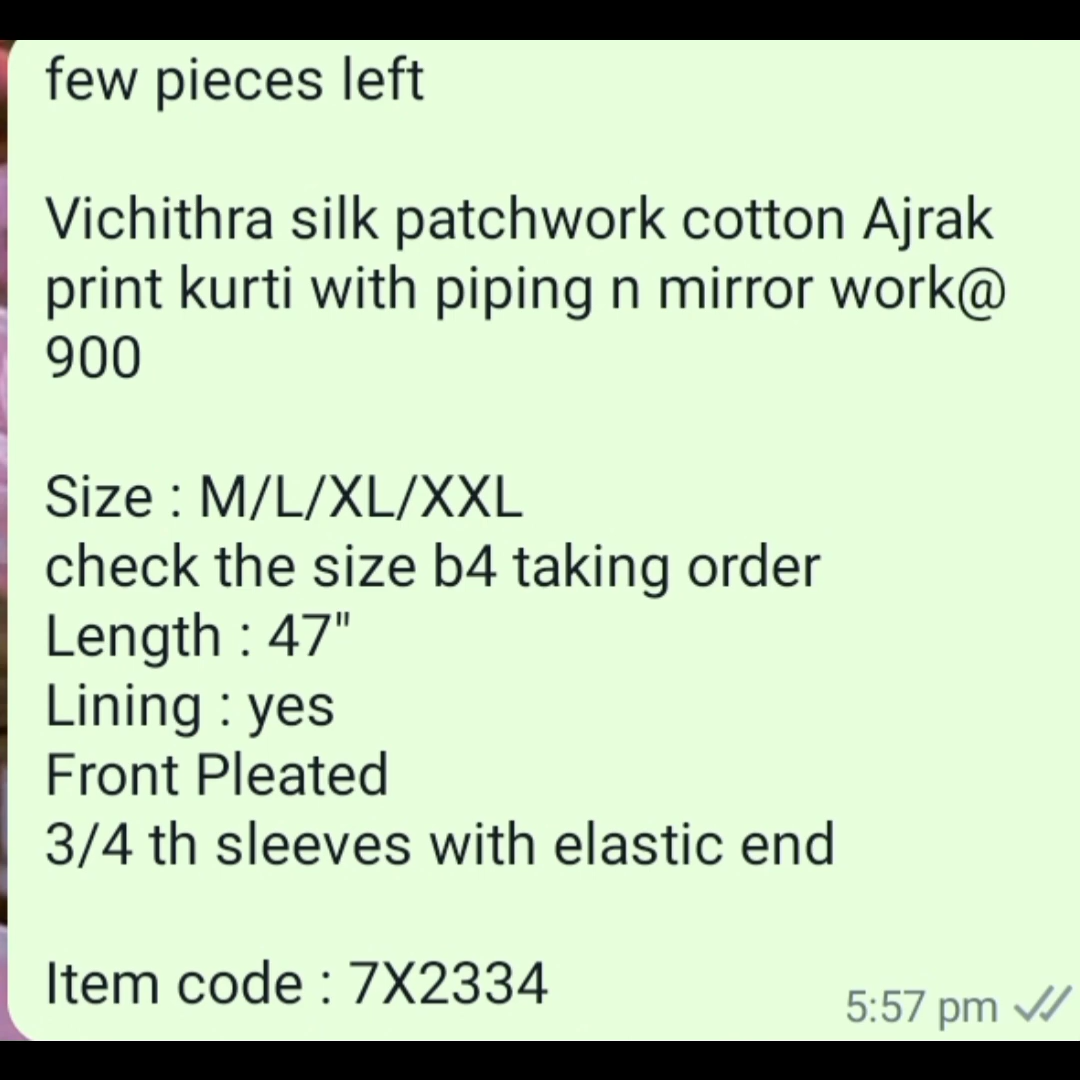 few pieces left
Vichithra silk patchwork cotton Ajrak
print kurti with piping n mirror work@
900
Size : M/L/XL/XXL
check the size b4 taking order
Length : 47"
Lining : yes
Front Pleated
3/4 th sleeves with elastic end
Item code : 7X2334
5:57 pm